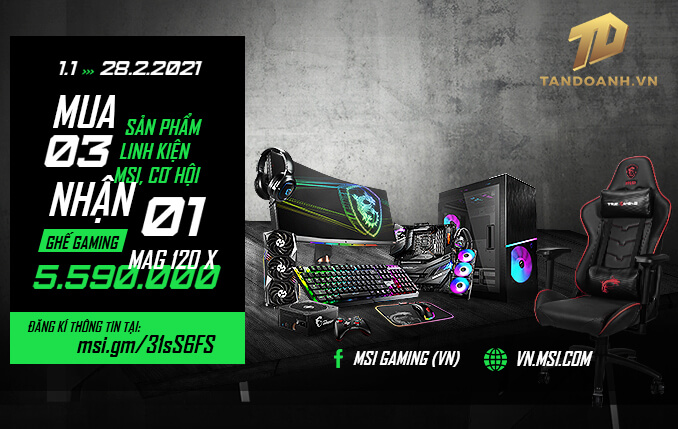 1.1 >>> 28.2.2021
MUA
03
SẢN PHẨM
LINH KIỆN
MSI, CƠ HỘI
NHẬN
01
GHẾ GAMING
MAG 120 X
5.590.000
ĐĂNG KÍ THÔNG TIN TẠI:
msi.gm/31sS6FS
TD
TANDOANH.VN
MSI GAMING (VN)
VN.MSI.COM